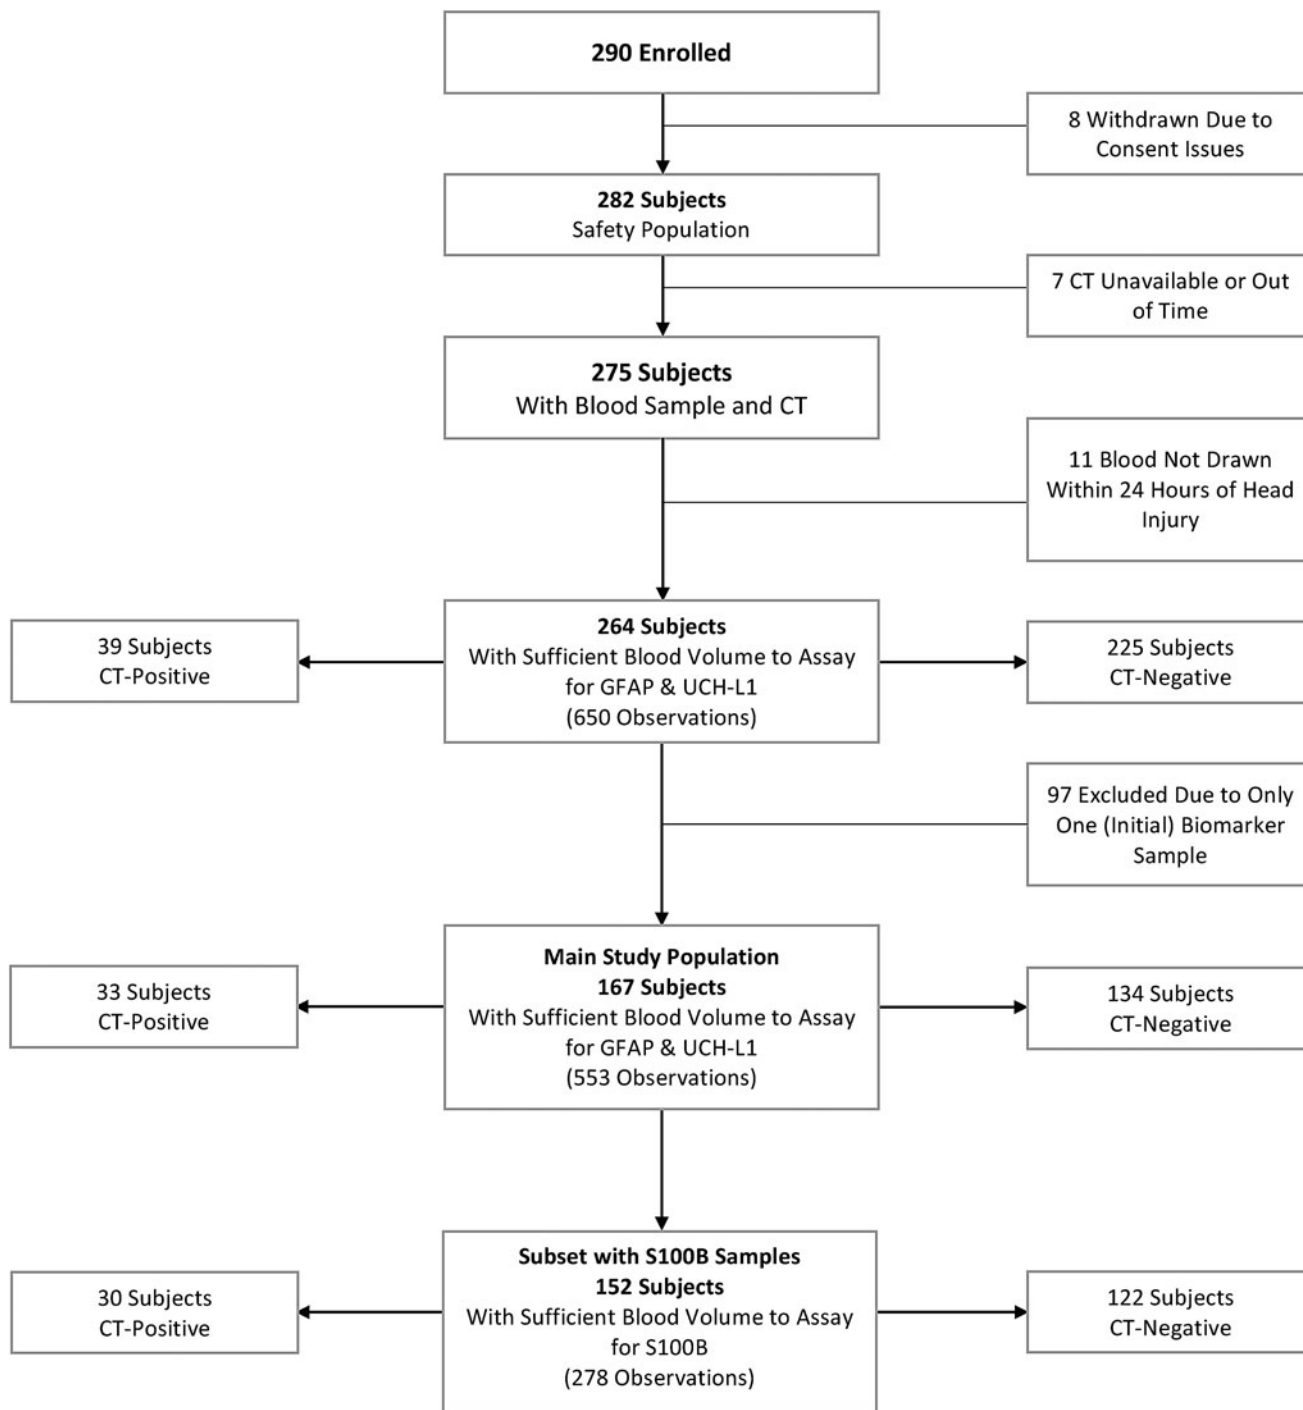 290 Enrolled
8 Withdrawn Due to
Consent Issues
282 Subjects
Safety Population
7 CT Unavailable or Out
of Time
275 Subjects
With Blood Sample and CT
11 Blood Not Drawn
Within 24 Hours of Head
Injury
264 Subjects
With Sufficient Blood Volume to Assay
for GFAP & UCH-L1
(650 Observations)
39 Subjects
CT-Positive
225 Subjects
CT-Negative
97 Excluded Due to Only
One (Initial) Biomarker
Sample
Main Study Population
167 Subjects
With Sufficient Blood Volume to Assay
for GFAP & UCH-L1
(553 Observations)
33 Subjects
CT-Positive
134 Subjects
CT-Negative
Subset with S100B Samples
152 Subjects
With Sufficient Blood Volume to Assay
for S100B
(278 Observations)
30 Subjects
CT-Positive
122 Subjects
CT-Negative